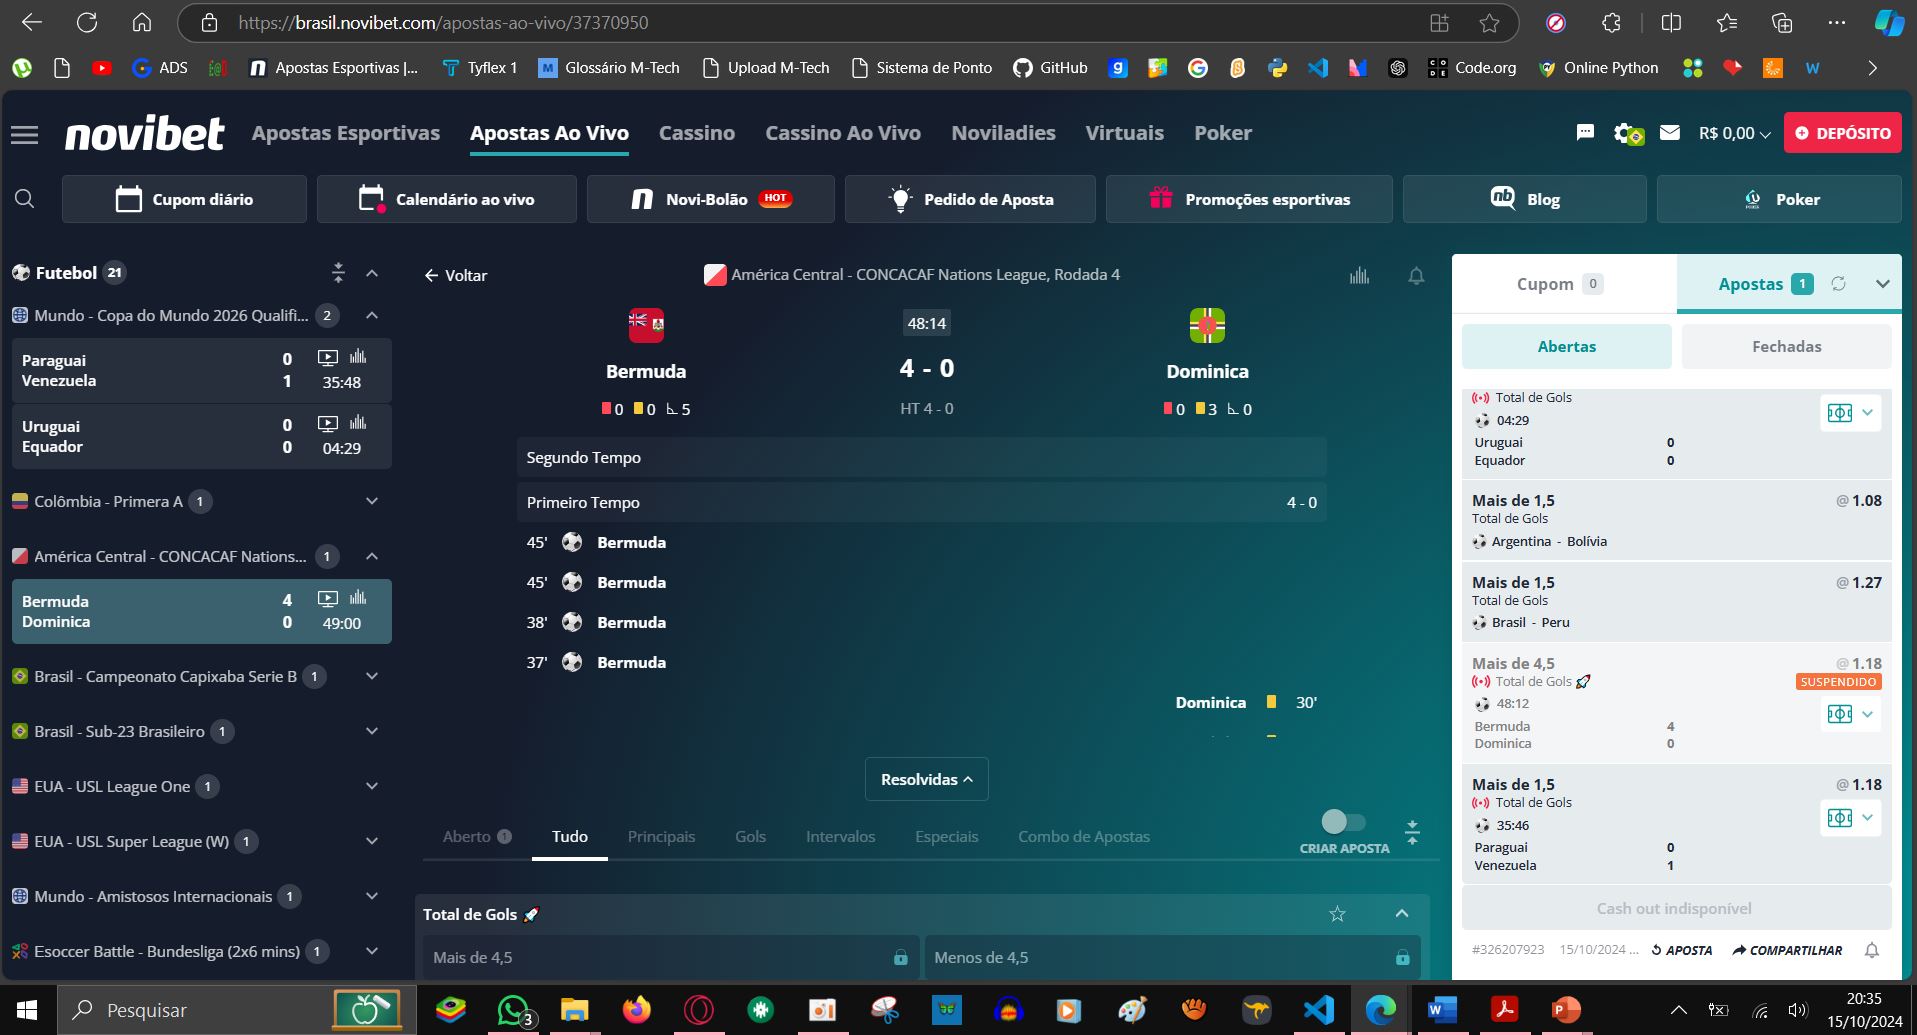 https://brasil.novibet.com/apostas-ao-vivo/37370950
ADS
Apostas Esportivas |...
Tyflex 1
Glossário M-Tech
Upload M-Tech
Sistema de Ponto
GitHub
Code.org
Online Python
novibet
Apostas Esportivas
Apostas Ao Vivo
Cassino
Cassino Ao Vivo
Noviladies
Virtuais
Poker
R$ 0,00
DEPÓSITO
Cupom diário
Calendário ao vivo
Novi-Bolão HOT
Pedido de Aposta
Promoções esportivas
Blog
Poker
Futebol 21
Mundo - Copa do Mundo 2026 Qualifi... 2
Paraguai 0
Venezuela 1 35:48
Uruguai 0
Equador 0 04:29
Colômbia - Primera A 1
América Central - CONCACAF Nations... 1
Bermuda 4
Dominica 0 49:00
Brasil - Campeonato Capixaba Serie B 1
Brasil - Sub-23 Brasileiro 1
EUA - USL League One 1
EUA - USL Super League (W) 1
Mundo - Amistosos Internacionais 1
Esoccer Battle - Bundesliga (2x6 mins) 1
Voltar
América Central - CONCACAF Nations League, Rodada 4
48:14
Bermuda 4 - 0 Dominica
0 0 5
HT 4 - 0
0 3 0
Segundo Tempo
Primeiro Tempo 4 - 0
45' Bermuda
45' Bermuda
38' Bermuda
37' Bermuda
Dominica 30'
Resolvidas
Aberto 1
Tudo
Principais
Gols
Intervalos
Especiais
Combo de Apostas
CRIAR APOSTA
Total de Gols
Mais de 4,5
Menos de 4,5
Cupom 0
Apostas 1
Abertas
Fechadas
Total de Gols
04:29
Uruguai 0
Equador 0
Mais de 1,5 @ 1.08
Total de Gols
Argentina - Bolívia
Mais de 1,5 @ 1.27
Total de Gols
Brasil - Peru
Mais de 4,5 @ 1.18
Total de Gols SUSPENDIDO
48:12
Bermuda 4
Dominica 0
Mais de 1,5 @ 1.18
Total de Gols
35:46
Paraguai 0
Venezuela 1
Cash out indisponível
#326207923 15/10/2024 ... APOSTA COMPARTILHAR
Pesquisar
3
20:35
15/10/2024